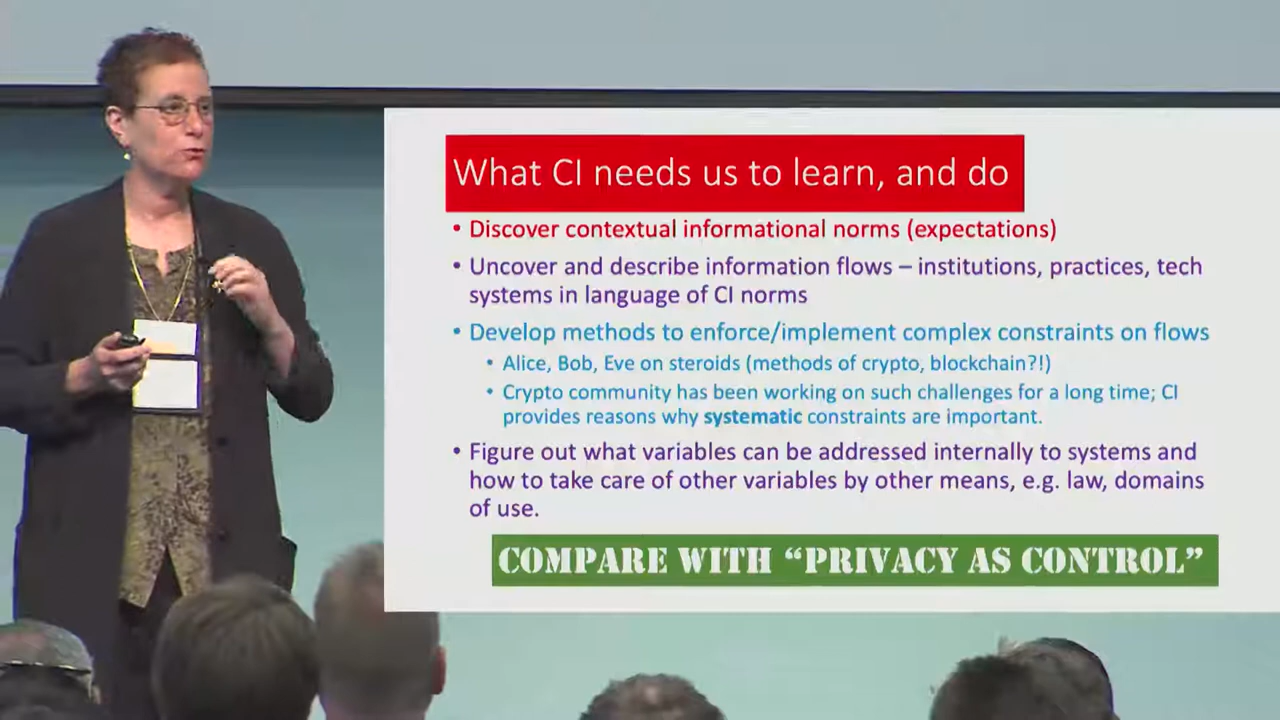 What CI needs us to learn, and do
• Discover contextual informational norms (expectations)
• Uncover and describe information flows – institutions, practices, tech
systems in language of CI norms
• Develop methods to enforce/implement complex constraints on flows
• Alice, Bob, Eve on steroids (methods of crypto, blockchain?!)
• Crypto community has been working on such challenges for a long time; CI
provides reasons why systematic constraints are important.
• Figure out what variables can be addressed internally to systems and
how to take care of other variables by other means, e.g. law, domains
of use.
COMPARE WITH “PRIVACY AS CONTROL”